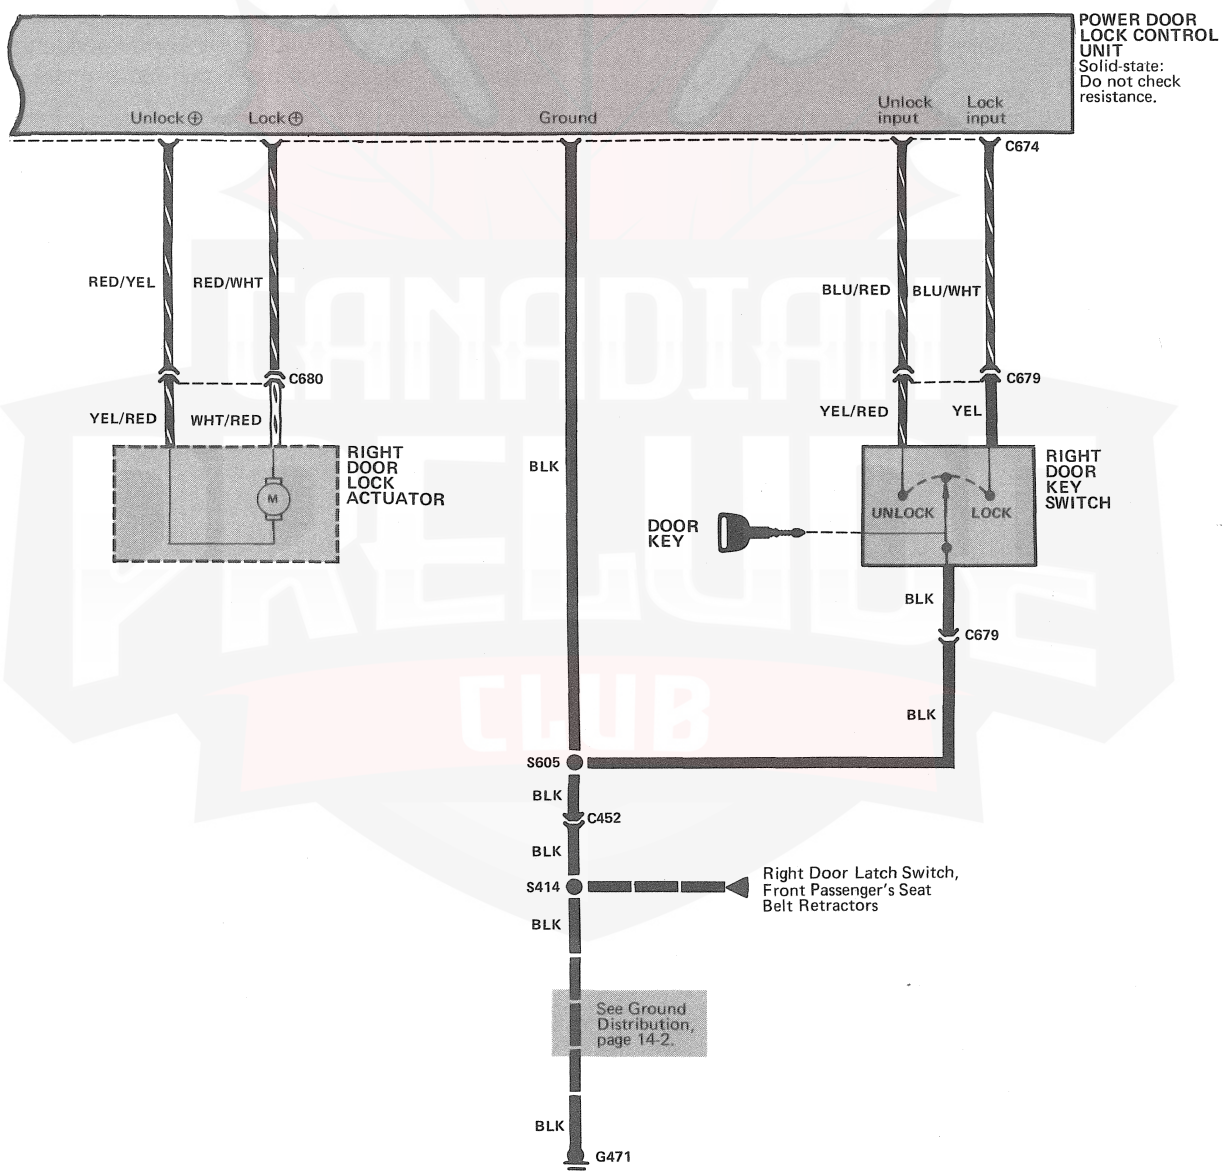 POWER DOOR
LOCK CONTROL
UNIT
Solid-state:
Do not check
resistance.
Unlock ⊕
Lock ⊕
Ground
Unlock
input
Lock
input
C674
RED/YEL
RED/WHT
BLU/RED
BLU/WHT
C680
C679
YEL/RED
WHT/RED
YEL/RED
YEL
RIGHT
DOOR
LOCK
ACTUATOR
M
BLK
RIGHT
DOOR
KEY
SWITCH
UNLOCK
LOCK
DOOR
KEY
BLK
C679
BLK
S605
BLK
C452
BLK
S414
Right Door Latch Switch,
Front Passenger's Seat
Belt Retractors
BLK
See Ground
Distribution,
page 14-2.
BLK
G471
CANADIAN
PRELUDE
CLUB